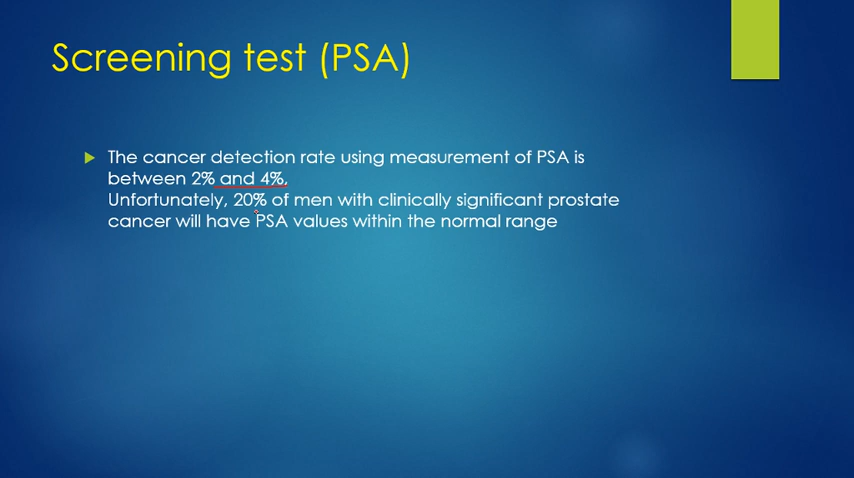 Screening test (PSA)
The cancer detection rate using measurement of PSA is
between 2% and 4%.
Unfortunately, 20% of men with clinically significant prostate
cancer will have PSA values within the normal range